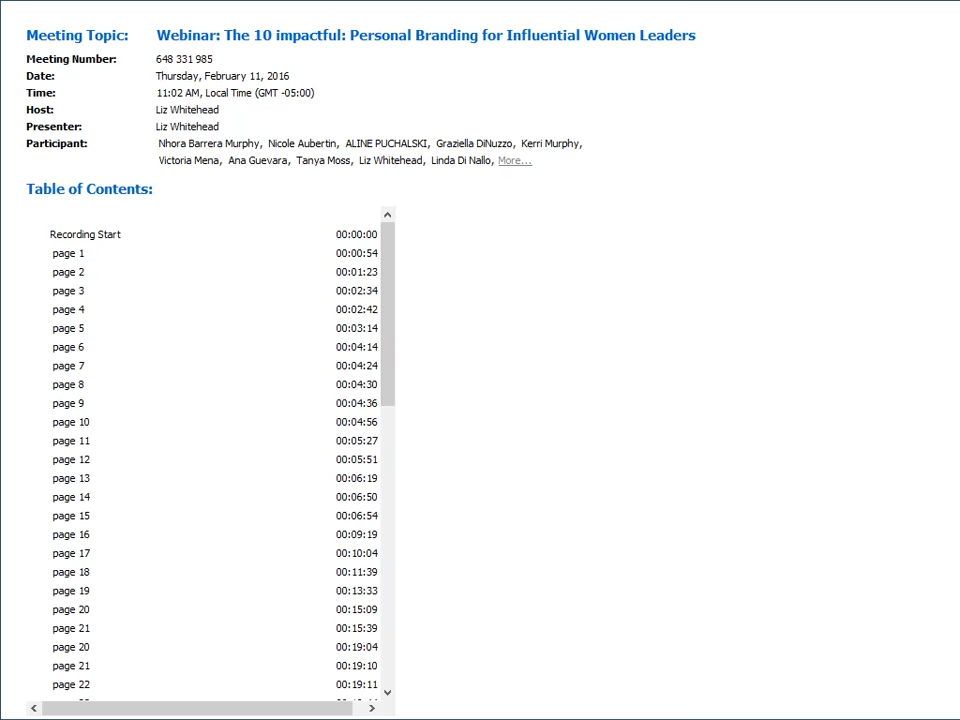 Meeting Topic: Webinar: The 10 impactful: Personal Branding for Influential Women Leaders
Meeting Number: 648 331 985
Date: Thursday, February 11, 2016
Time: 11:02 AM, Local Time (GMT -05:00)
Host: Liz Whitehead
Presenter: Liz Whitehead
Participant: Nhora Barrera Murphy, Nicole Aubertin, ALINE PUCHALSKI, Graziella DiNuzzo, Kerri Murphy,
Victoria Mena, Ana Guevara, Tanya Moss, Liz Whitehead, Linda Di Nallo, More...
Table of Contents:
Recording Start 00:00:00
page 1 00:00:54
page 2 00:01:23
page 3 00:02:34
page 4 00:02:42
page 5 00:03:14
page 6 00:04:14
page 7 00:04:24
page 8 00:04:30
page 9 00:04:36
page 10 00:04:56
page 11 00:05:27
page 12 00:05:51
page 13 00:06:19
page 14 00:06:50
page 15 00:06:54
page 16 00:09:19
page 17 00:10:04
page 18 00:11:39
page 19 00:13:33
page 20 00:15:09
page 21 00:15:39
page 20 00:19:04
page 21 00:19:10
page 22 00:19:11